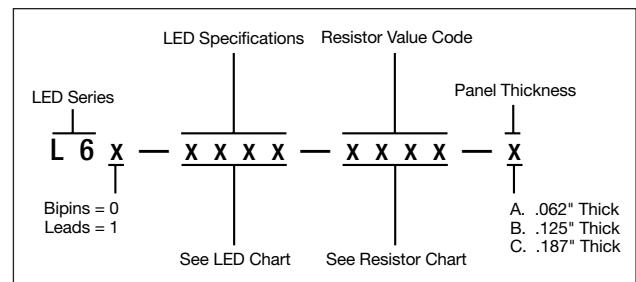 LED Specifications
Resistor Value Code
LED Series
Panel Thickness
L 6 x — x x x x — x x x x — x
Bipins = 0
Leads = 1
A. .062" Thick
B. .125" Thick
C. .187" Thick
See LED Chart
See Resistor Chart